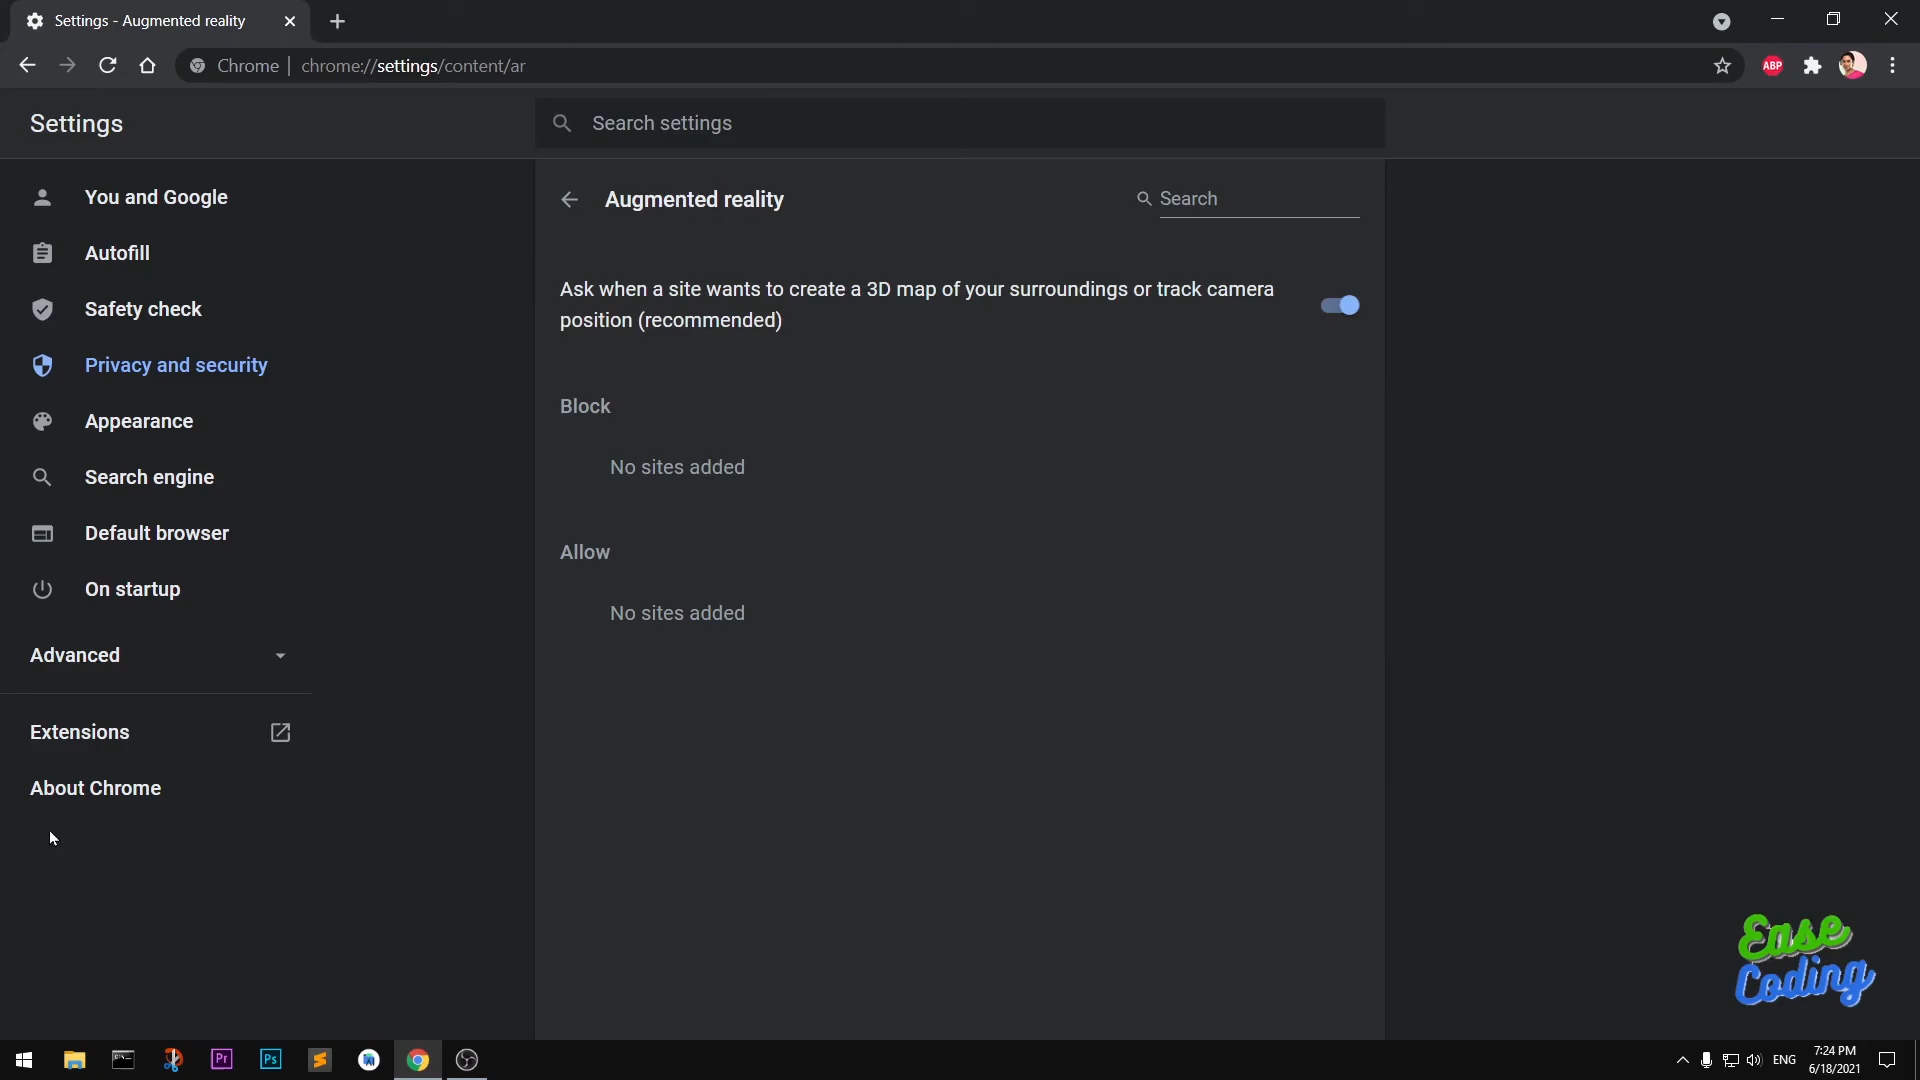 Settings - Augmented reality
Chrome | chrome://settings/content/ar
ABP
Settings
Search settings
You and Google
Autofill
Safety check
Privacy and security
Appearance
Search engine
Default browser
On startup
Advanced
Extensions
About Chrome
Augmented reality
Search
Ask when a site wants to create a 3D map of your surroundings or track camera
position (recommended)
Block
No sites added
Allow
No sites added
Ease
Coding
Pr
Ps
ENG
7:24 PM
6/18/2021